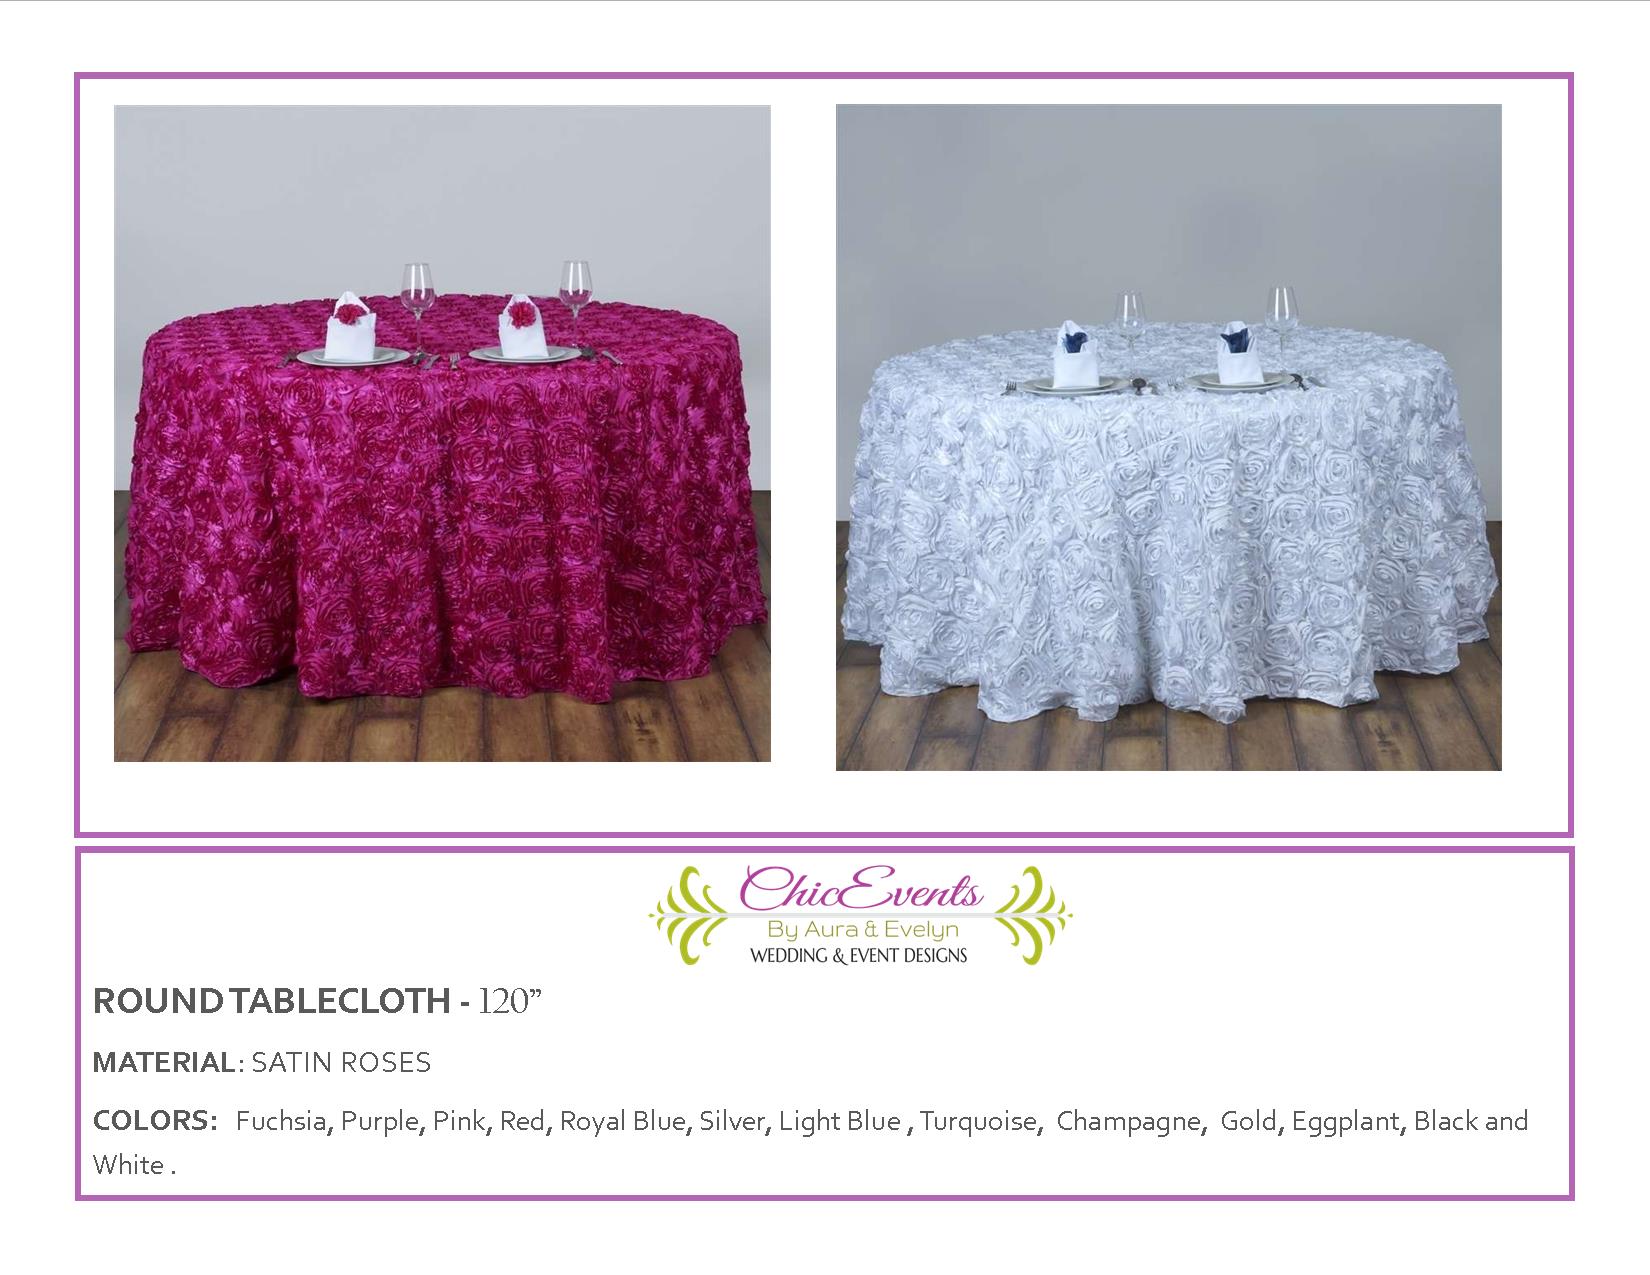 ChicEvents
By Aura & Evelyn
WEDDING & EVENT DESIGNS
ROUND TABLECLOTH - 120”
MATERIAL: SATIN ROSES
COLORS: Fuchsia, Purple, Pink, Red, Royal Blue, Silver, Light Blue , Turquoise, Champagne, Gold, Eggplant, Black and
White .